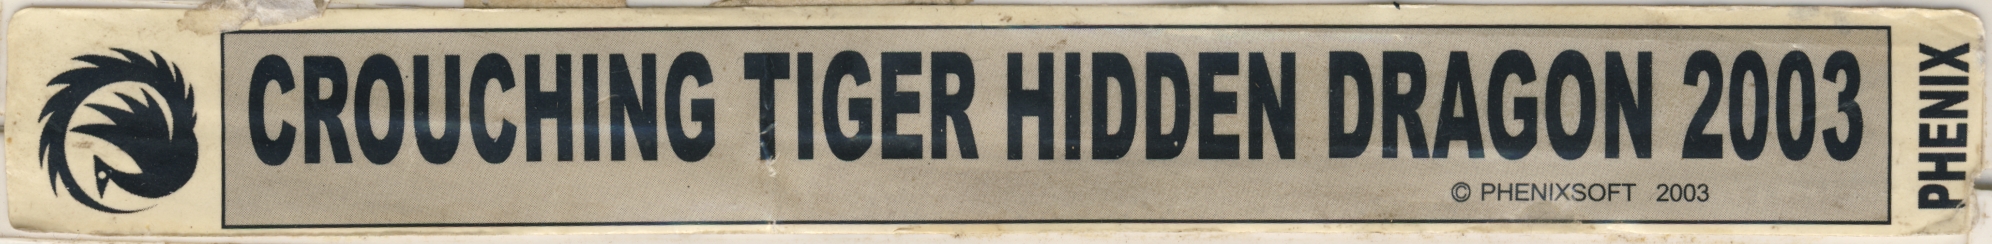 CROUCHING TIGER HIDDEN DRAGON 2003
© PHENIXSOFT 2003
PHENIX